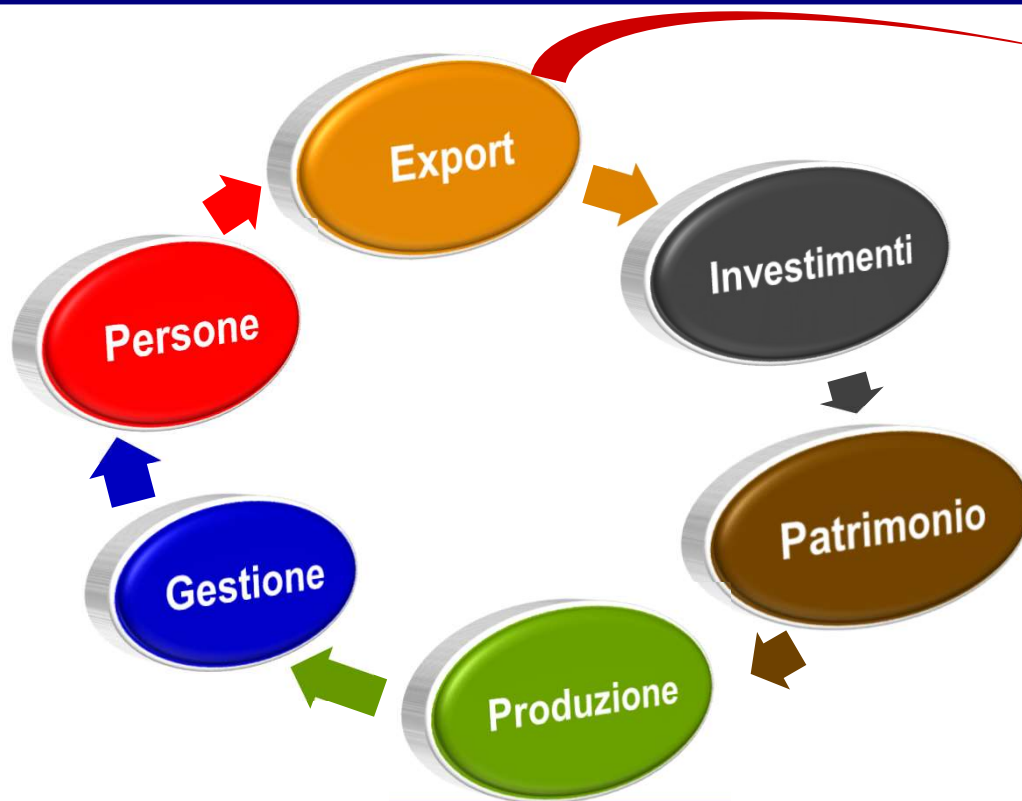 Export
Investimenti
Persone
Patrimonio
Gestione
Produzione